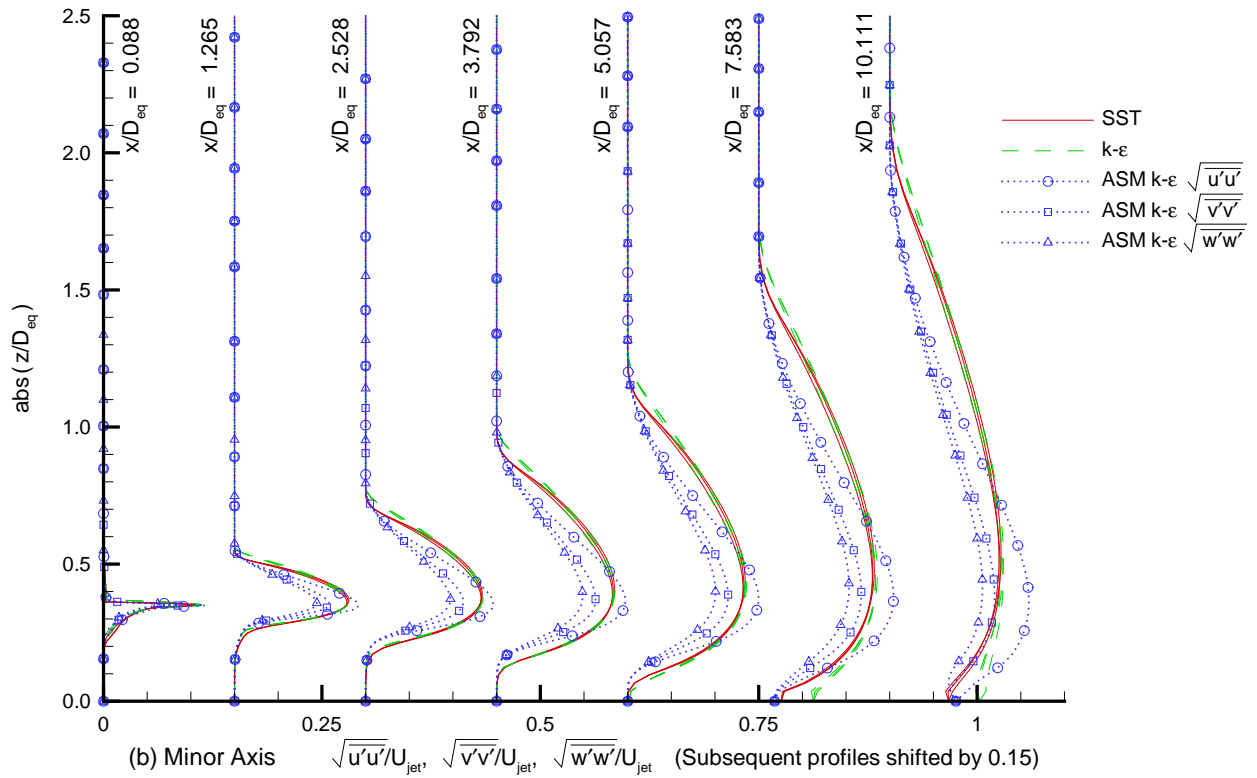 2.5
2.0
1.5
1.0
0.5
0.0
abs(z/D_eq)
x/D_eq = 0.088
x/D_eq = 1.265
x/D_eq = 2.528
x/D_eq = 3.792
x/D_eq = 5.057
x/D_eq = 7.583
x/D_eq = 10.111
SST
k-ε
ASM k-ε √u'u'
ASM k-ε √v'v'
ASM k-ε √w'w'
0 0.25 0.5 0.75 1
(b) Minor Axis √u'u'/U_jet, √v'v'/U_jet, √w'w'/U_jet (Subsequent profiles shifted by 0.15)